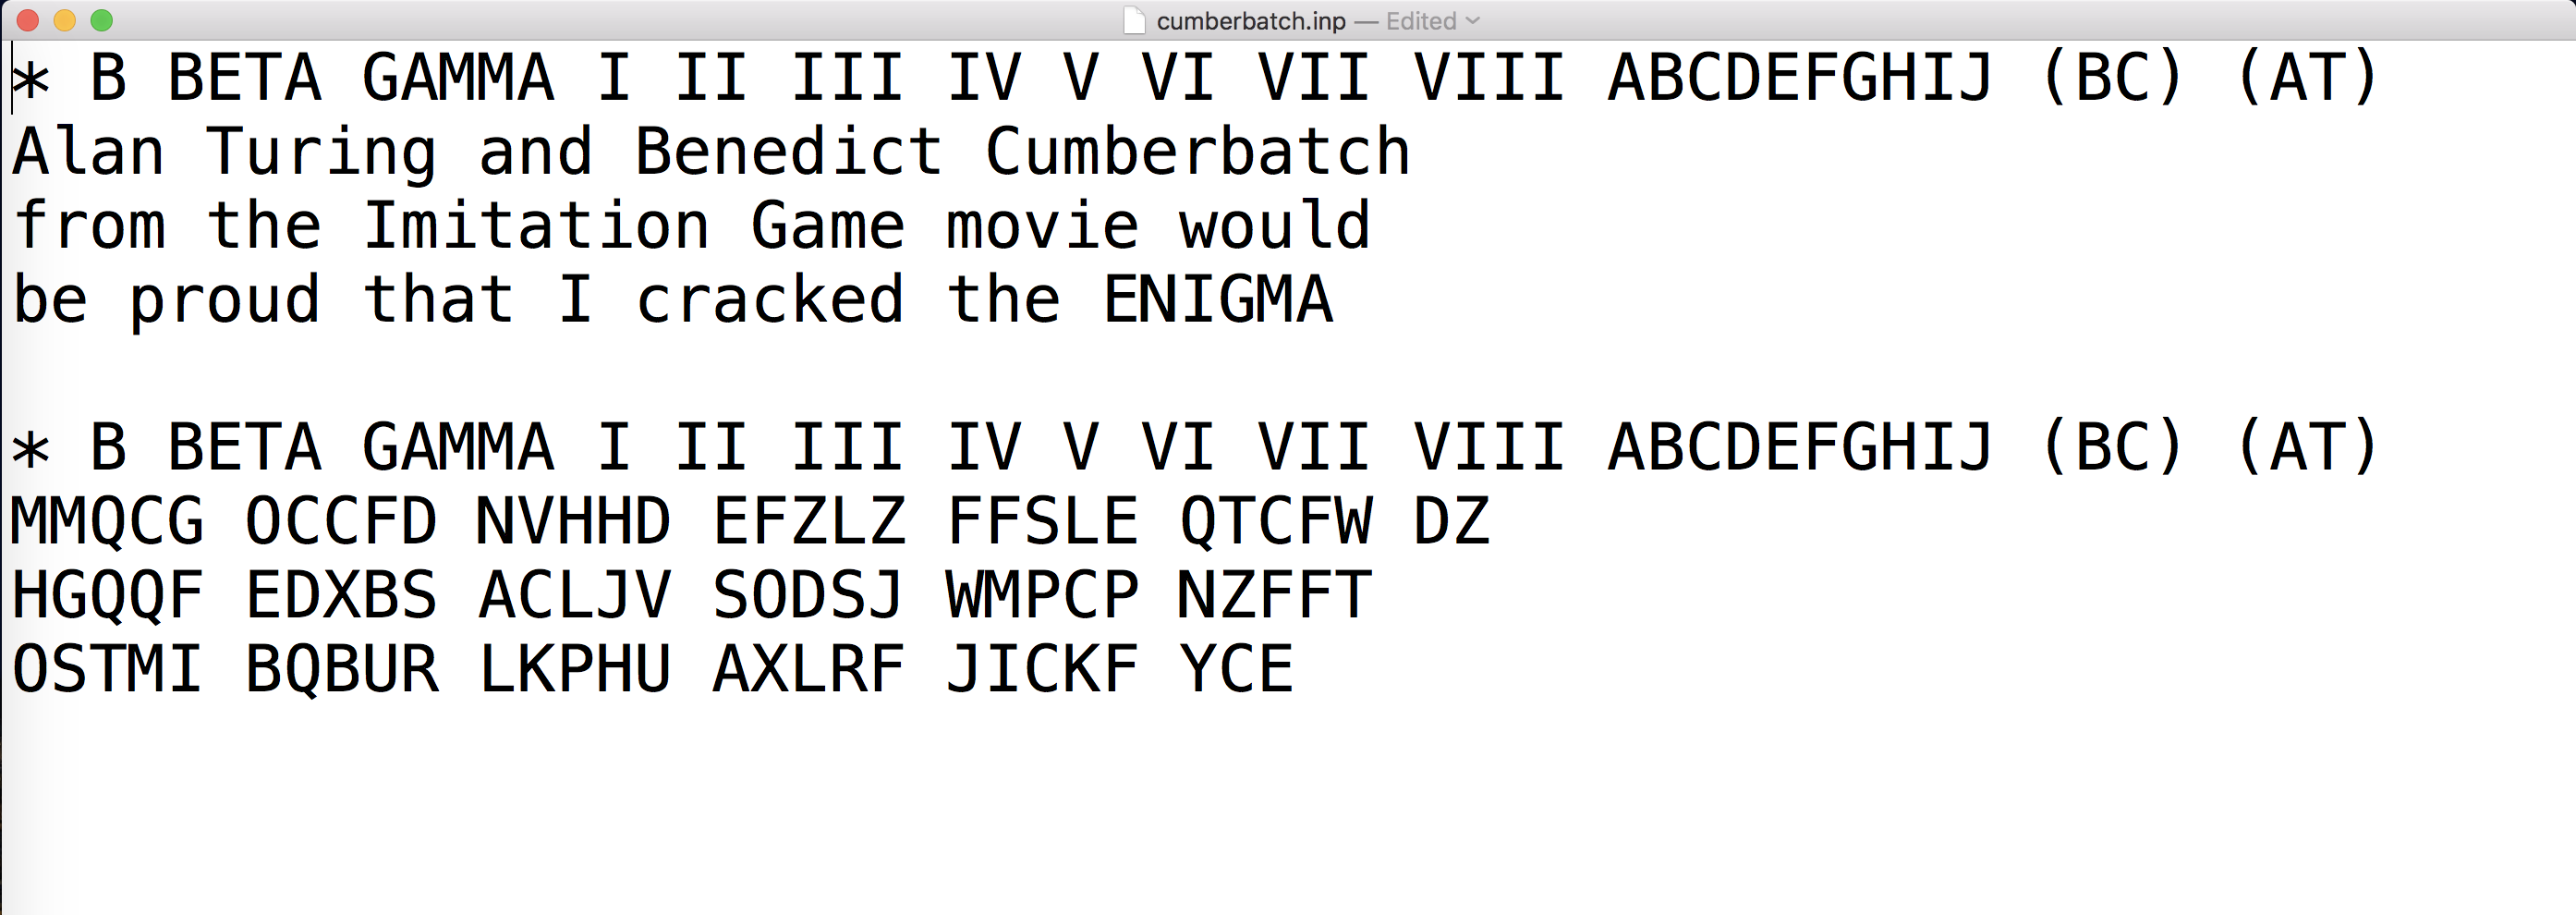 cumberbatch.inp — Edited
* B BETA GAMMA I II III IV V VI VII VIII ABCDEFGHIJ (BC) (AT)
Alan Turing and Benedict Cumberbatch
from the Imitation Game movie would
be proud that I cracked the ENIGMA
* B BETA GAMMA I II III IV V VI VII VIII ABCDEFGHIJ (BC) (AT)
MMQCG OCCFD NVHHD EFZLZ FFSLE QTCFW DZ
HGQQF EDXBS ACLJV SODSJ WMPCP NZFFT
OSTMI BQBUR LKPHU AXLRF JICKF YCE